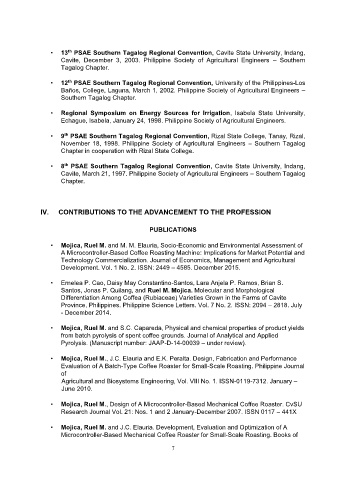 • 13th PSAE Southern Tagalog Regional Convention, Cavite State University, Indang,
Cavite, December 3, 2003. Philippine Society of Agricultural Engineers – Southern
Tagalog Chapter.
• 12th PSAE Southern Tagalog Regional Convention, University of the Philippines-Los
Baños, College, Laguna, March 1, 2002. Philippine Society of Agricultural Engineers –
Southern Tagalog Chapter.
• Regional Symposium on Energy Sources for Irrigation, Isabela State University,
Echague, Isabela, January 24, 1998. Philippine Society of Agricultural Engineers.
• 9th PSAE Southern Tagalog Regional Convention, Rizal State College, Tanay, Rizal,
November 18, 1998. Philippine Society of Agricultural Engineers – Southern Tagalog
Chapter in cooperation with Rizal State College.
• 8th PSAE Southern Tagalog Regional Convention, Cavite State University, Indang,
Cavite, March 21, 1997. Philippine Society of Agricultural Engineers – Southern Tagalog
Chapter.
IV. CONTRIBUTIONS TO THE ADVANCEMENT TO THE PROFESSION
PUBLICATIONS
• Mojica, Ruel M. and M. M. Elauria, Socio-Economic and Environmental Assessment of
A Microcontroller-Based Coffee Roasting Machine: Implications for Market Potential and
Technology Commercialization. Journal of Economics, Management and Agricultural
Development. Vol. 1 No. 2. ISSN: 2449 – 4585. December 2015.
• Emelea P. Cao, Daisy May Constantino-Santos, Lara Anjela P. Ramos, Brian S.
Santos, Jonas P. Quilang, and Ruel M. Mojica. Molecular and Morphological
Differentiation Among Coffea (Rubiaceae) Varieties Grown in the Farms of Cavite
Province, Philippines. Philippine Science Letters. Vol. 7 No. 2. ISSN: 2094 – 2818. July
- December 2014.
• Mojica, Ruel M. and S.C. Capareda, Physical and chemical properties of product yields
from batch pyrolysis of spent coffee grounds. Journal of Analytical and Applied
Pyrolysis. (Manuscript number: JAAP-D-14-00039 – under review).
• Mojica, Ruel M., J.C. Elauria and E.K. Peralta. Design, Fabrication and Performance
Evaluation of A Batch-Type Coffee Roaster for Small-Scale Roasting. Philippine Journal
of
Agricultural and Biosystems Engineering, Vol. VIII No. 1. ISSN-0119-7312. January –
June 2010.
• Mojica, Ruel M., Design of A Microcontroller-Based Mechanical Coffee Roaster. CvSU
Research Journal Vol. 21: Nos. 1 and 2 January-December 2007. ISSN 0117 – 441X.
• Mojica, Ruel M. and J.C. Elauria. Development, Evaluation and Optimization of A
Microcontroller-Based Mechanical Coffee Roaster for Small-Scale Roasting. Books of
7